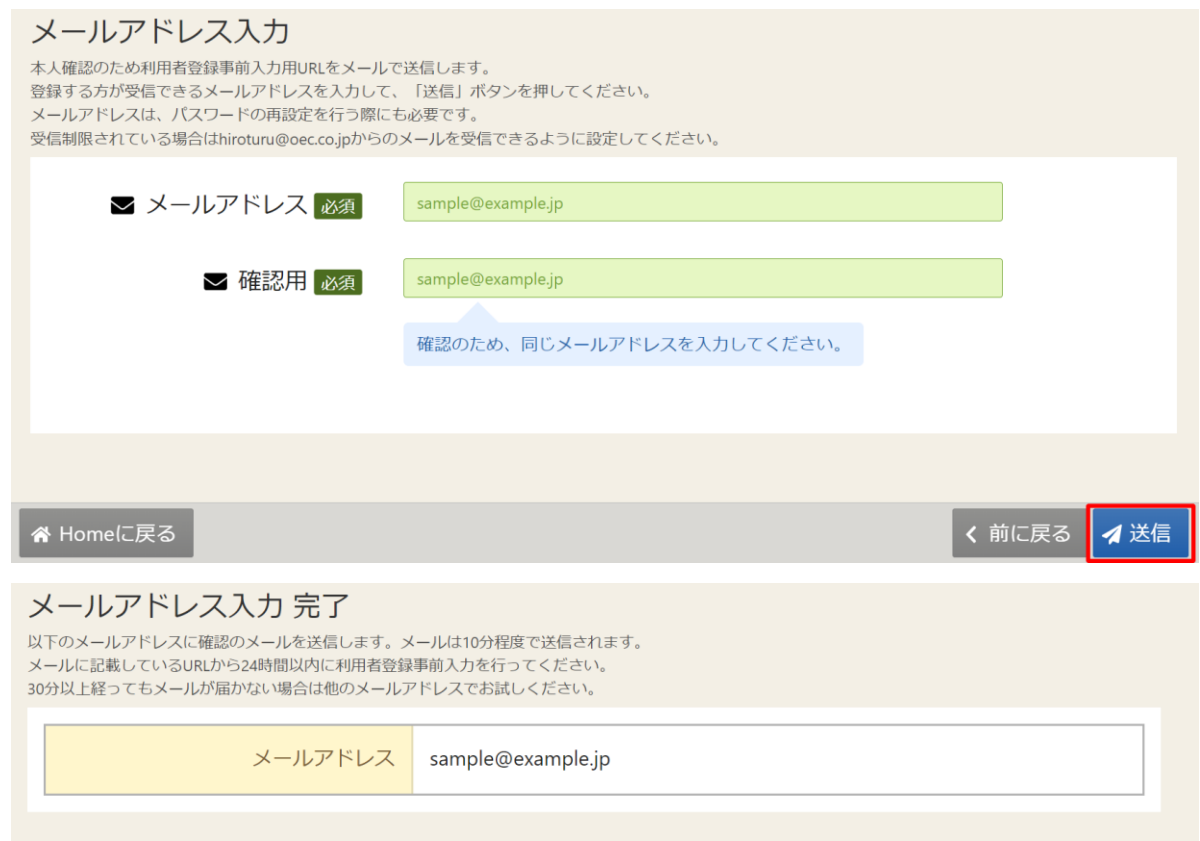 メールアドレス入力
本人確認のため利用者登録事前入力用URLをメールで送信します。
登録する方が受信できるメールアドレスを入力して、「送信」ボタンを押してください。
メールアドレスは、パスワードの再設定を行う際にも必要です。
受信制限されている場合はhiroturu@oec.co.jpからのメールを受信できるように設定してください。
メールアドレス 必須 sample@example.jp
確認用 必須 sample@example.jp
確認のため、同じメールアドレスを入力してください。
Homeに戻る 前に戻る 送信
メールアドレス入力 完了
以下のメールアドレスに確認のメールを送信します。メールは10分程度で送信されます。
メールに記載しているURLから24時間以内に利用者登録事前入力を行ってください。
30分以上経ってもメールが届かない場合は他のメールアドレスでお試しください。
メールアドレス sample@example.jp